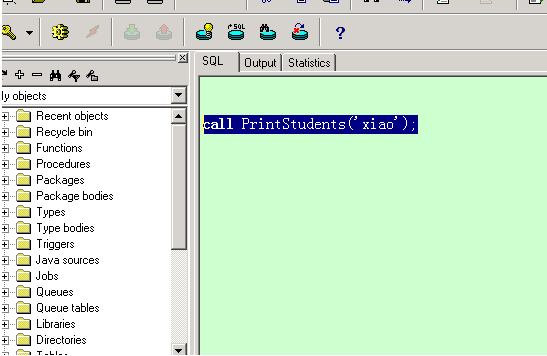 SQL
Output
Statistics
call PrintStudents('xiao');
y objects
Recent objects
Recycle bin
Functions
Procedures
Packages
Package bodies
Types
Type bodies
Triggers
Java sources
Jobs
Queues
Queue tables
Libraries
Directories